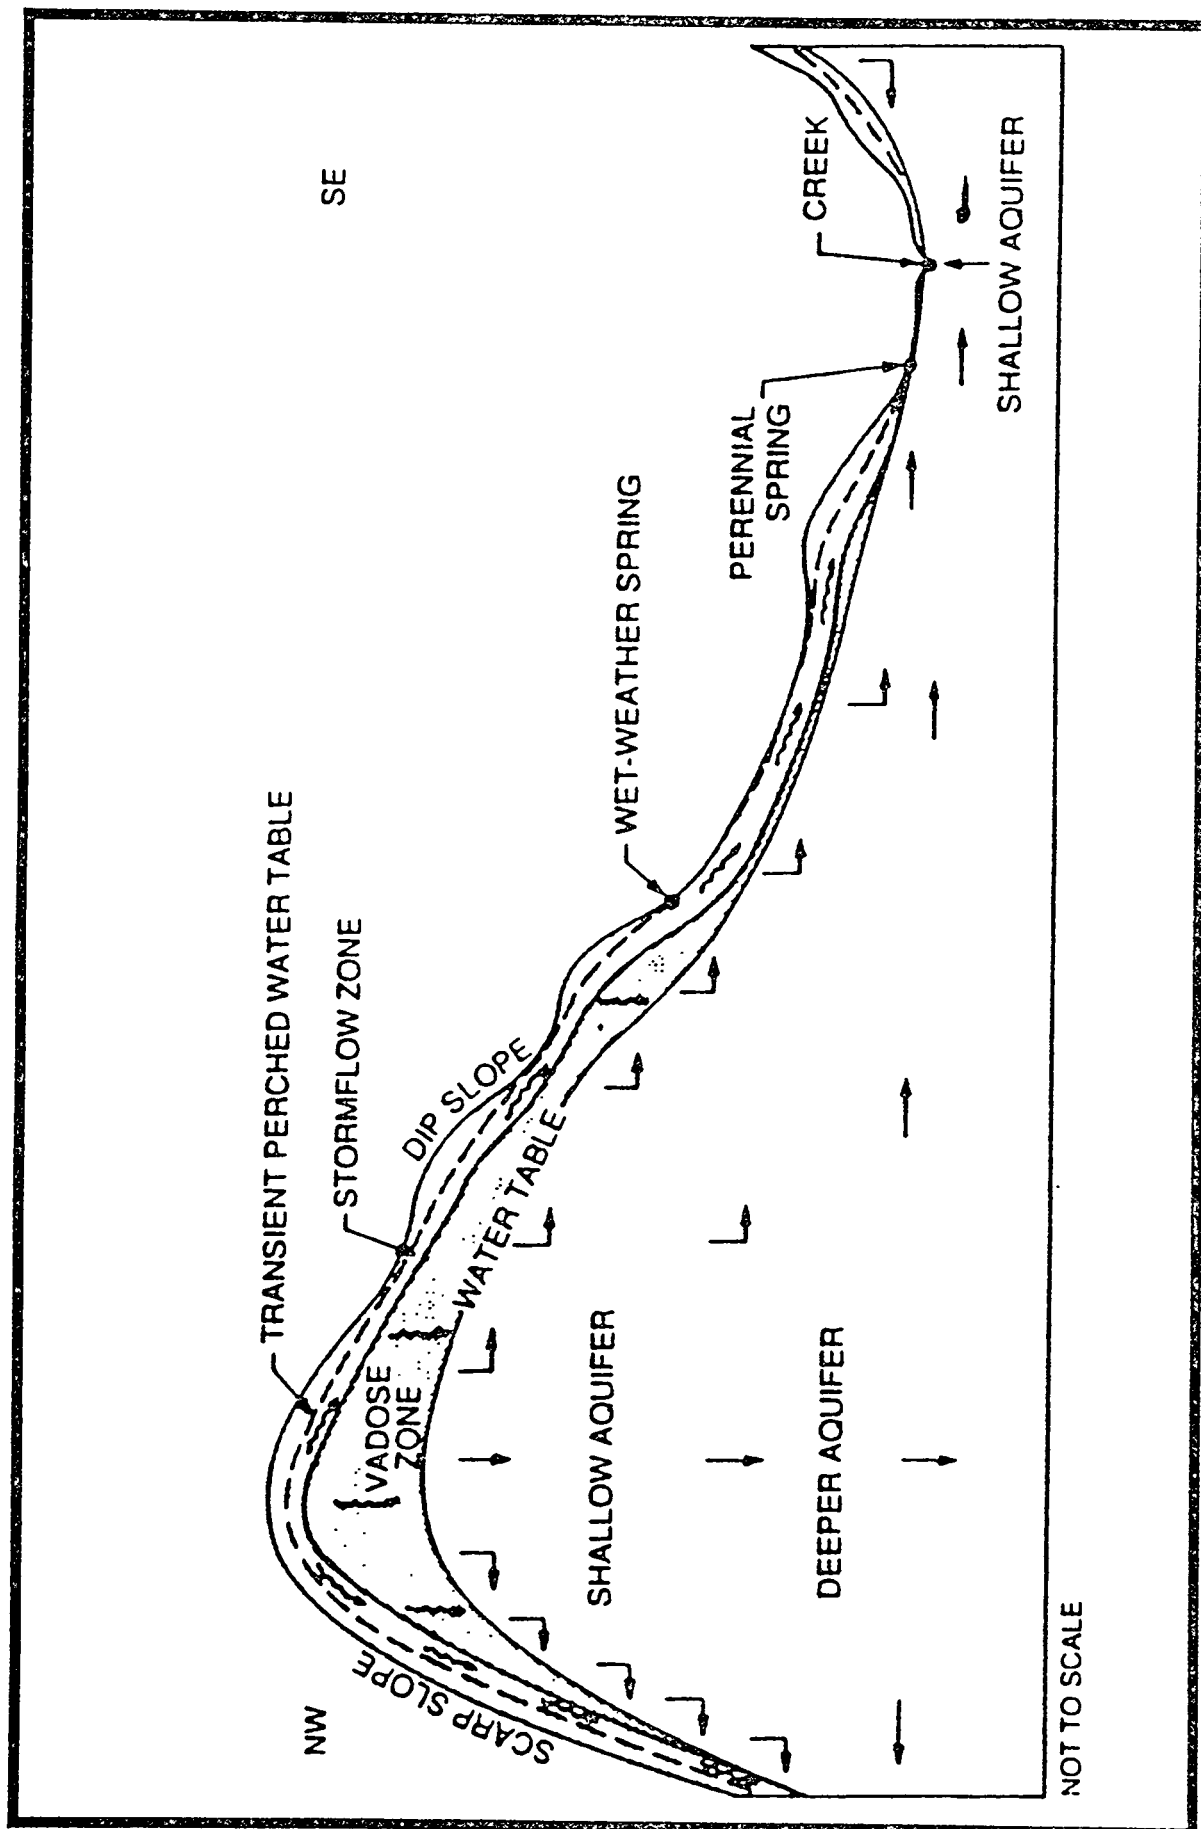 NW
SE
TRANSIENT PERCHED WATER TABLE
STORMFLOW ZONE
SCARP SLOPE
DIP SLOPE
VADOSE
ZONE
WATER TABLE
WET-WEATHER SPRING
PERENNIAL
SPRING
CREEK
SHALLOW AQUIFER
SHALLOW AQUIFER
DEEPER AQUIFER
NOT TO SCALE